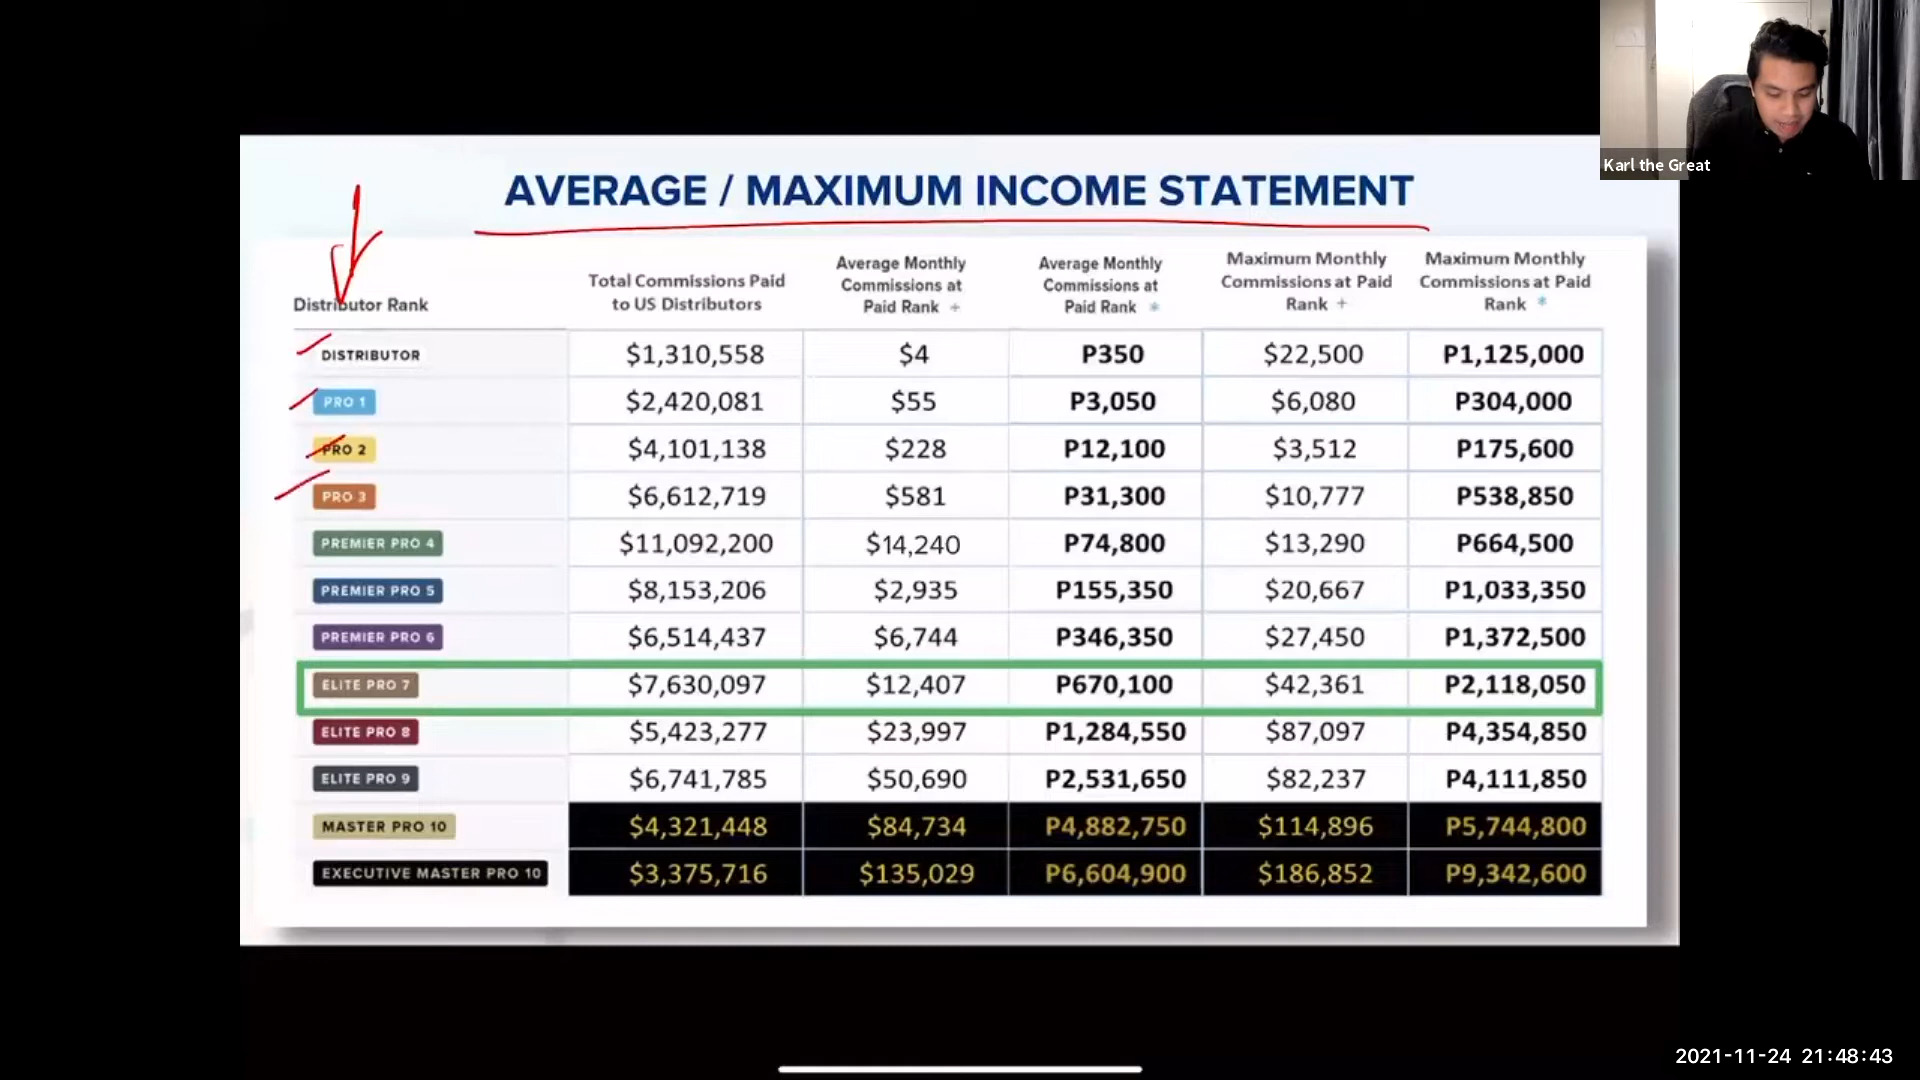 Karl the Great
AVERAGE / MAXIMUM INCOME STATEMENT
Distributor Rank
Total Commissions Paid
to US Distributors
Average Monthly
Commissions at
Paid Rank +
Average Monthly
Commissions at
Paid Rank *
Maximum Monthly
Commissions at Paid
Rank +
Maximum Monthly
Commissions at Paid
Rank *
DISTRIBUTOR $1,310,558 $4 P350 $22,500 P1,125,000
PRO 1 $2,420,081 $55 P3,050 $6,080 P304,000
PRO 2 $4,101,138 $228 P12,100 $3,512 P175,600
PRO 3 $6,612,719 $581 P31,300 $10,777 P538,850
PREMIER PRO 4 $11,092,200 $14,240 P74,800 $13,290 P664,500
PREMIER PRO 5 $8,153,206 $2,935 P155,350 $20,667 P1,033,350
PREMIER PRO 6 $6,514,437 $6,744 P346,350 $27,450 P1,372,500
ELITE PRO 7 $7,630,097 $12,407 P670,100 $42,361 P2,118,050
ELITE PRO 8 $5,423,277 $23,997 P1,284,550 $87,097 P4,354,850
ELITE PRO 9 $6,741,785 $50,690 P2,531,650 $82,237 P4,111,850
MASTER PRO 10 $4,321,448 $84,734 P4,882,750 $114,896 P5,744,800
EXECUTIVE MASTER PRO 10 $3,375,716 $135,029 P6,604,900 $186,852 P9,342,600
2021-11-24 21:48:43